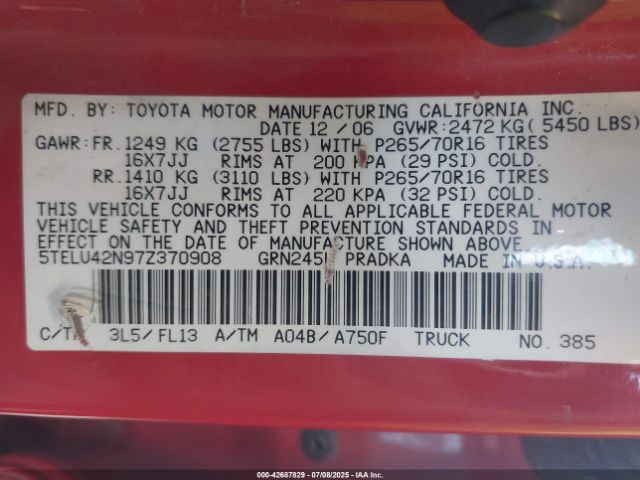 MFD. BY: TOYOTA MOTOR MANUFACTURING CALIFORNIA INC.
DATE 12/06 GVWR: 2472 KG( 5450 LBS)
GAWR: FR. 1249 KG (2755 LBS) WITH P265/70R16 TIRES
16X7JJ RIMS AT 200 KPA (29 PSI) COLD.
RR. 1410 KG (3110 LBS) WITH P265/70R16 TIRES
16X7JJ RIMS AT 220 KPA (32 PSI) COLD.
THIS VEHICLE CONFORMS TO ALL APPLICABLE FEDERAL MOTOR
VEHICLE SAFETY AND THEFT PREVENTION STANDARDS IN
EFFECT ON THE DATE OF MANUFACTURE SHOWN ABOVE.
5TELU42N97Z370908 GRN245L PRADKA MADE IN U.S.A.
C/TR 3L5/FL13 A/TM A04B/A750F TRUCK NO. 385
000-42687829 - 07/08/2025 - IAA Inc.